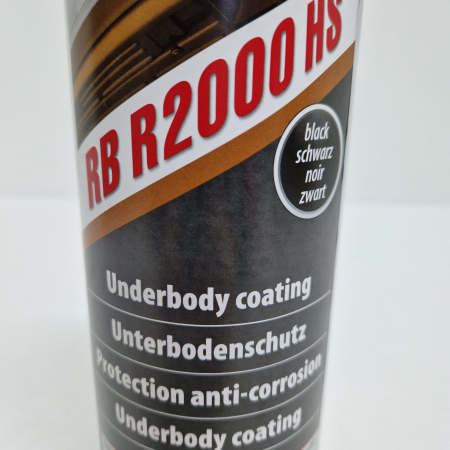 RB R2000 HS
black
schwarz
noir
zwart
Underbody coating
Unterbodenschutz
Protection anti-corrosion
Underbody coating